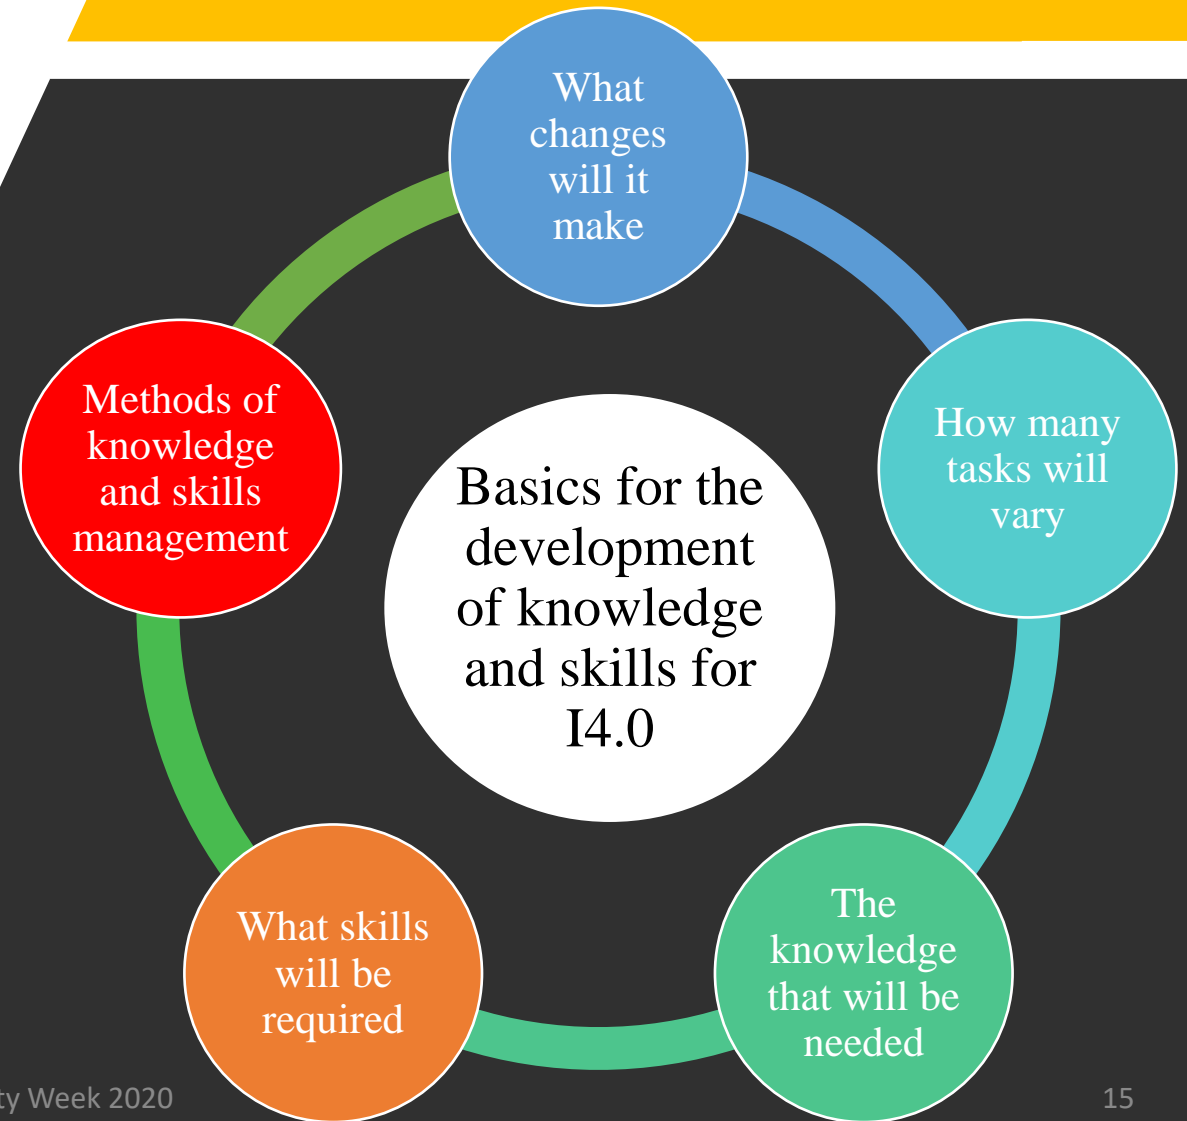 What
changes
will it
make
How many
tasks will
vary
The
knowledge
that will be
needed
What skills
will be
required
Methods of
knowledge
and skills
management
Basics for the
development
of knowledge
and skills for
I4.0
ty Week 2020
15